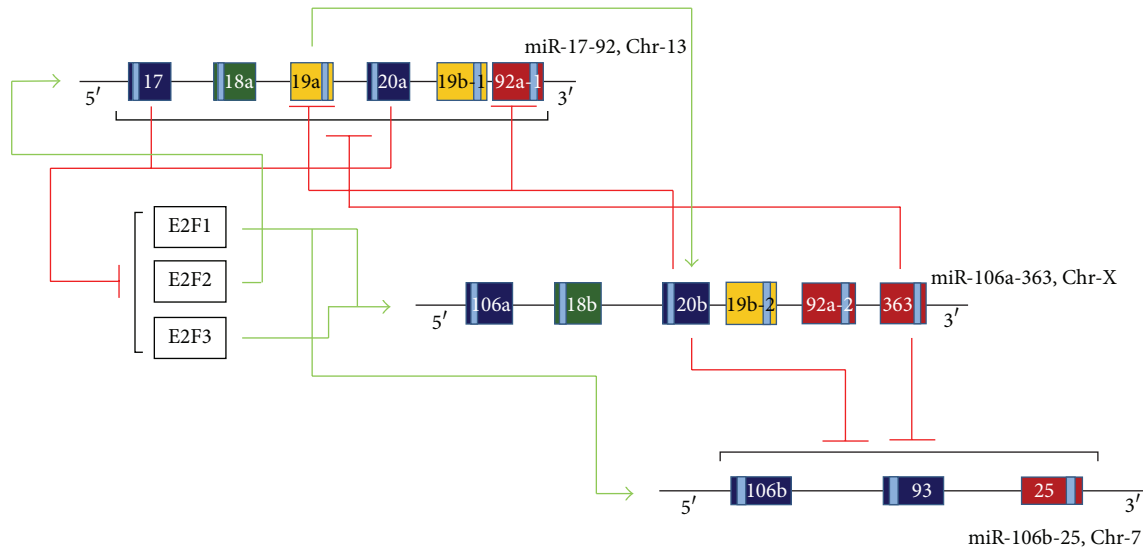 miR-17-92, Chr-13
17 18a 19a 20a 19b-1 92a-1
5′ 3′
E2F1
E2F2
E2F3
miR-106a-363, Chr-X
106a 18b 20b 19b-2 92a-2 363
5′ 3′
106b 93 25
5′ 3′
miR-106b-25, Chr-7